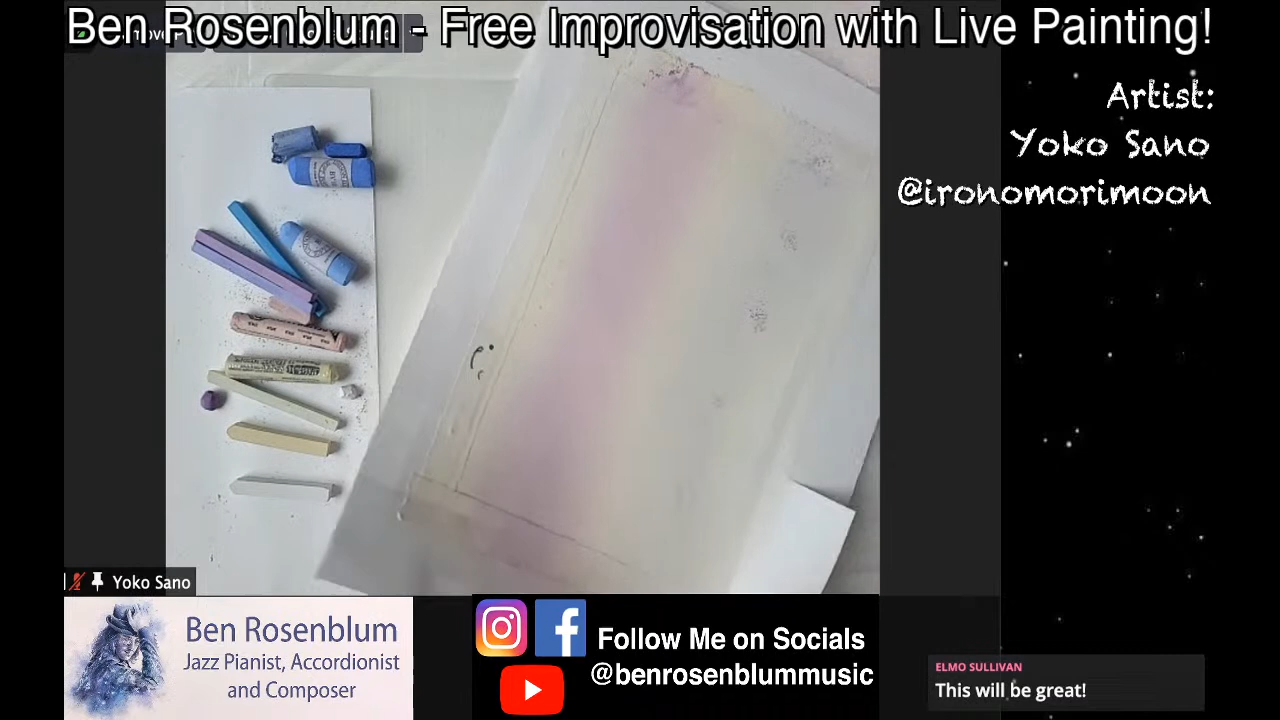 Ben Rosenblum - Free Improvisation with Live Painting!
Artist:
Yoko Sano
@ironomorimoon
Yoko Sano
Ben Rosenblum
Jazz Pianist, Accordionist
and Composer
Follow Me on Socials
@benrosenblummusic
ELMO SULLIVAN
This will be great!